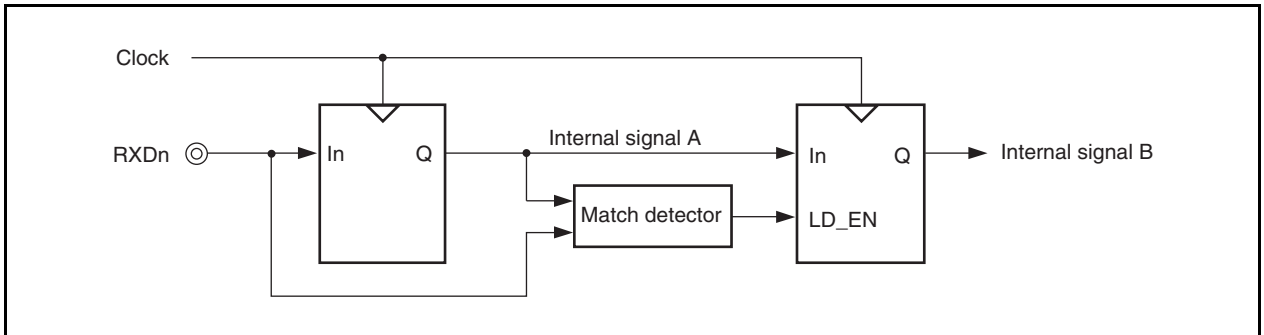 Clock
RXDn
In
Q
Internal signal A
Match detector
In
Q
LD_EN
Internal signal B